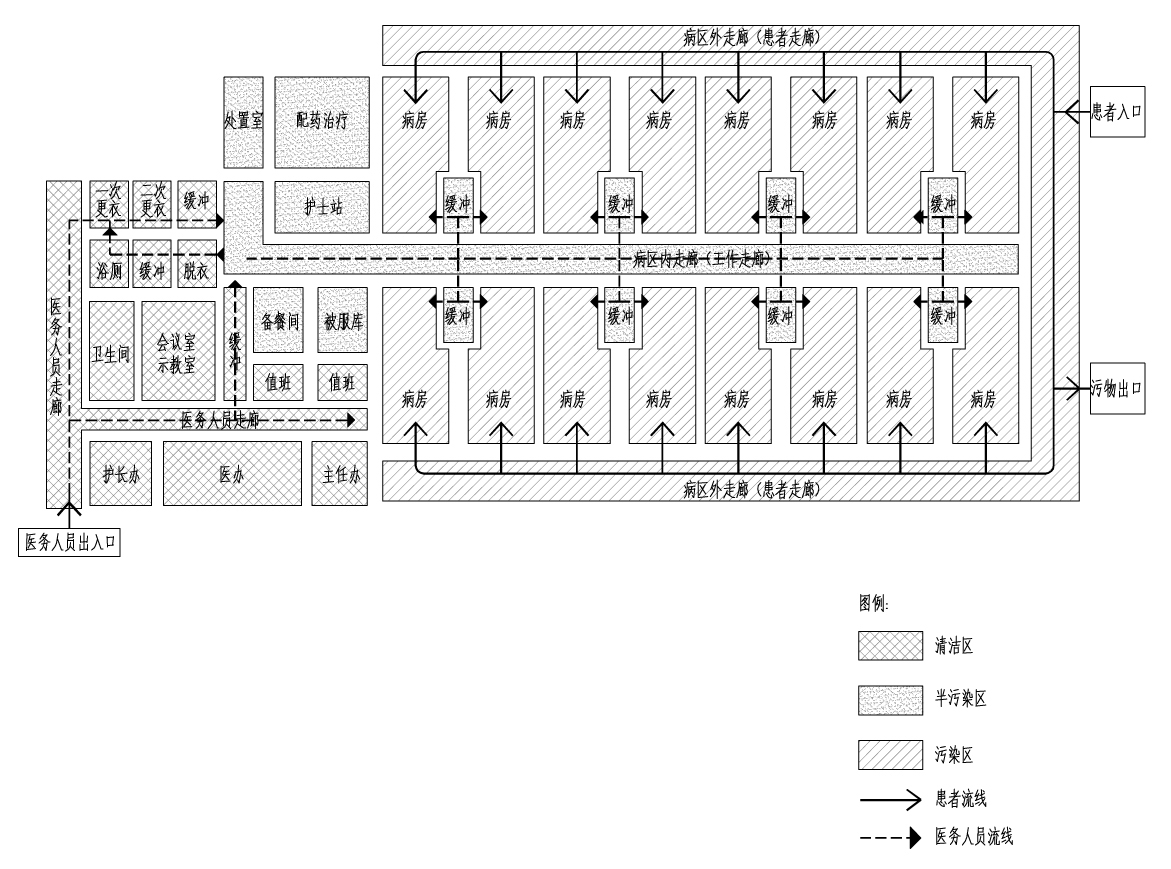 病区外走廊（患者走廊）
患者入口
处置室
配药治疗
病房
病房
病房
病房
病房
病房
病房
病房
一次
更衣
二次
更衣
缓冲
护士站
缓冲
缓冲
缓冲
缓冲
浴厕
缓冲
脱衣
病区内走廊（工作走廊）
医务人员走廊
卫生间
会议室
示教室
缓冲
备餐间
被服库
缓冲
缓冲
缓冲
缓冲
值班
值班
污物出口
病房
病房
病房
病房
病房
病房
病房
病房
医务人员走廊
护长办
医办
主任办
病区外走廊（患者走廊）
医务人员出入口
图例:
清洁区
半污染区
污染区
患者流线
医务人员流线